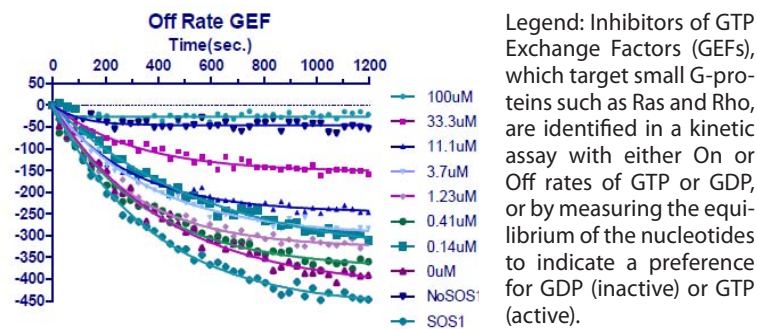 Off Rate GEF
Time(sec.)
0 200 400 600 800 1000 1200
50
0
-50
-100
-150
-200
-250
-300
-350
-400
-450
100uM
33.3uM
11.1uM
3.7uM
1.23uM
0.41uM
0.14uM
0uM
NoSOS1
SOS1
Legend: Inhibitors of GTP
Exchange Factors (GEFs),
which target small G-pro-
teins such as Ras and Rho,
are identified in a kinetic
assay with either On or
Off rates of GTP or GDP,
or by measuring the equi-
librium of the nucleotides
to indicate a preference
for GDP (inactive) or GTP
(active).